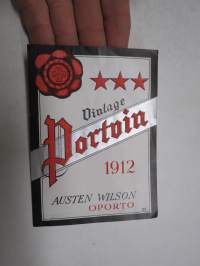 Vintage
Portvin
1912
AUSTEN WILSON
OPORTO